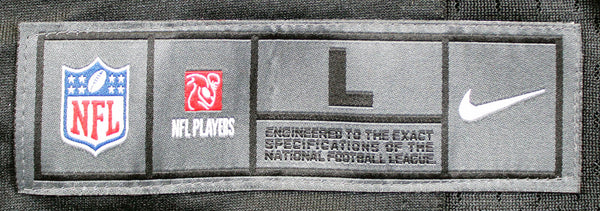 NFL
NFL PLAYERS
L
ENGINEERED TO THE EXACT
SPECIFICATIONS OF THE
NATIONAL FOOTBALL LEAGUE.